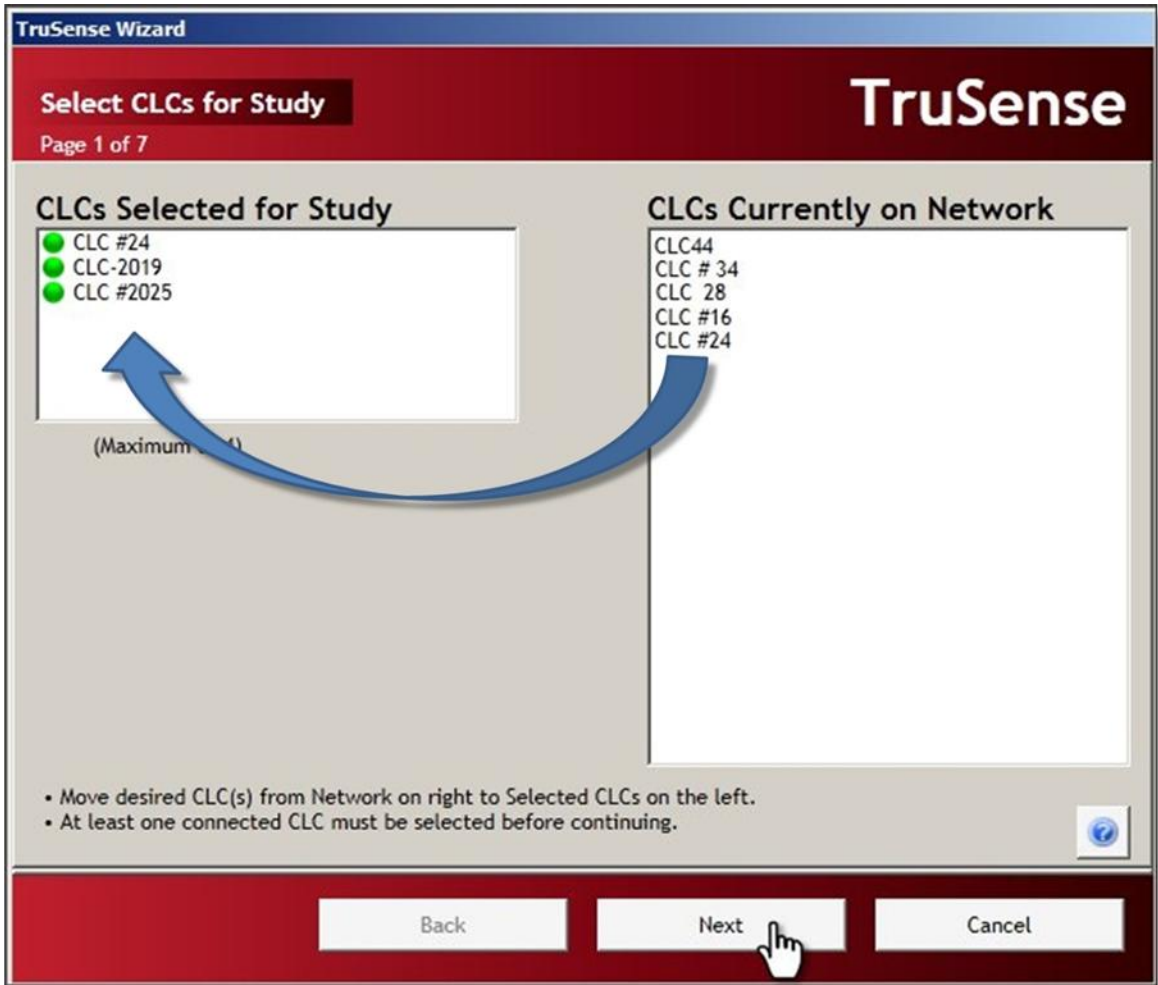 TruSense Wizard
Select CLCs for Study
Page 1 of 7
TruSense
CLCs Selected for Study
CLC #24
CLC-2019
CLC #2025
(Maximum
CLCs Currently on Network
CLC44
CLC # 34
CLC  28
CLC #16
CLC #24
• Move desired CLC(s) from Network on right to Selected CLCs on the left.
• At least one connected CLC must be selected before continuing.
Back
Next
Cancel